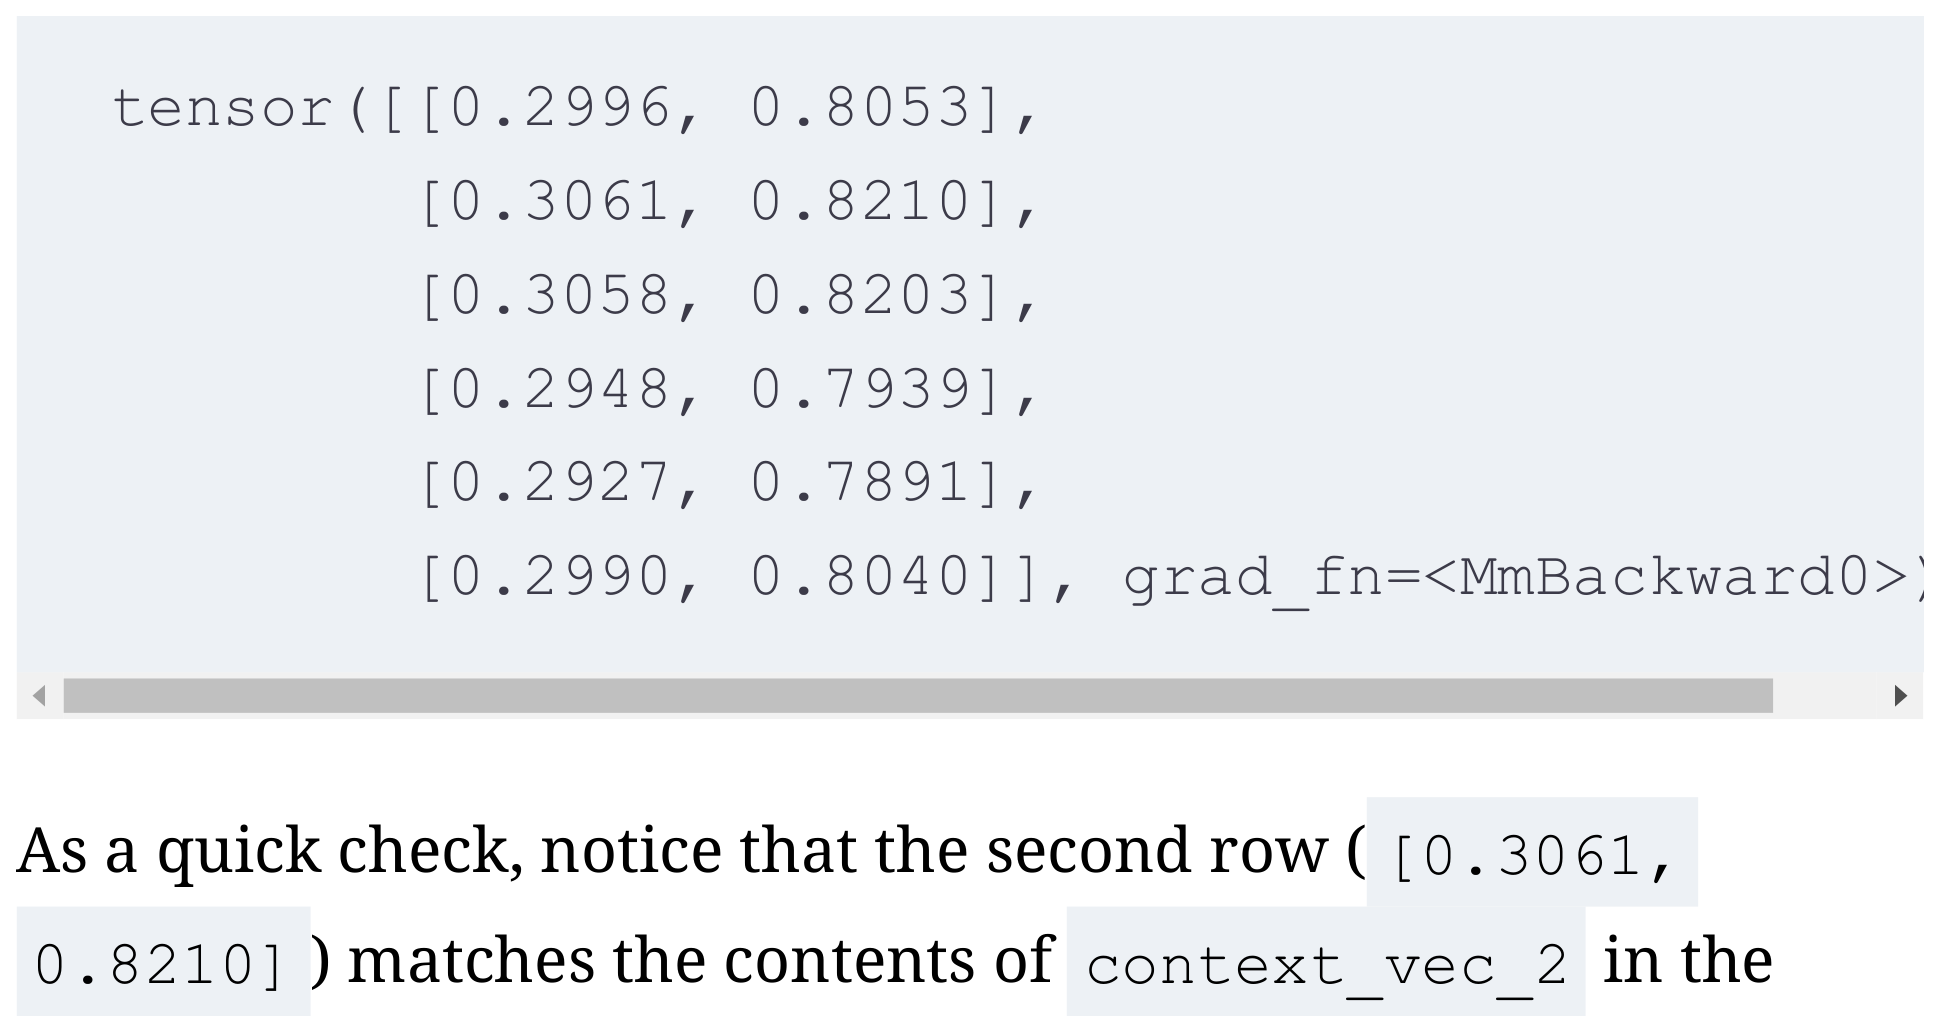 tensor([[0.2996, 0.8053],
[0.3061, 0.8210],
[0.3058, 0.8203],
[0.2948, 0.7939],
[0.2927, 0.7891],
[0.2990, 0.8040]], grad_fn=<MmBackward0>)
As a quick check, notice that the second row ( [0.3061,
0.8210] ) matches the contents of context_vec_2 in the